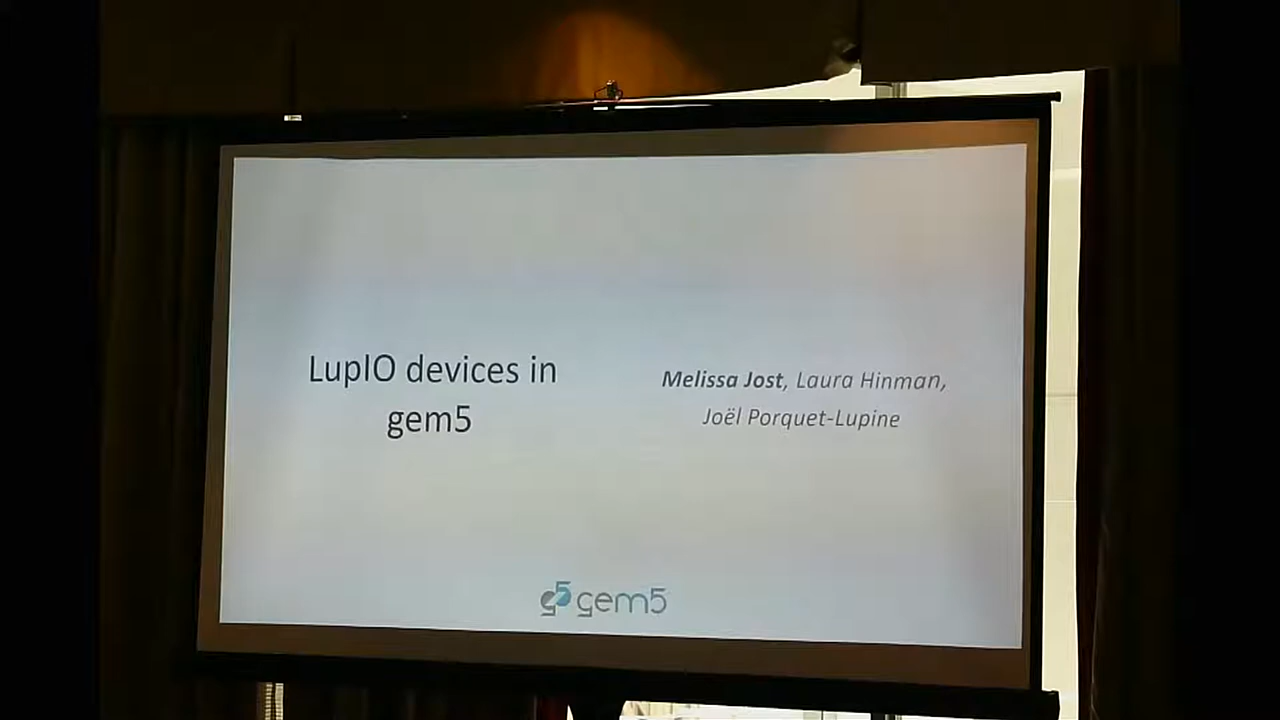 LupIO devices in
gem5
Melissa Jost, Laura Hinman,
Joël Porquet-Lupine
gem5